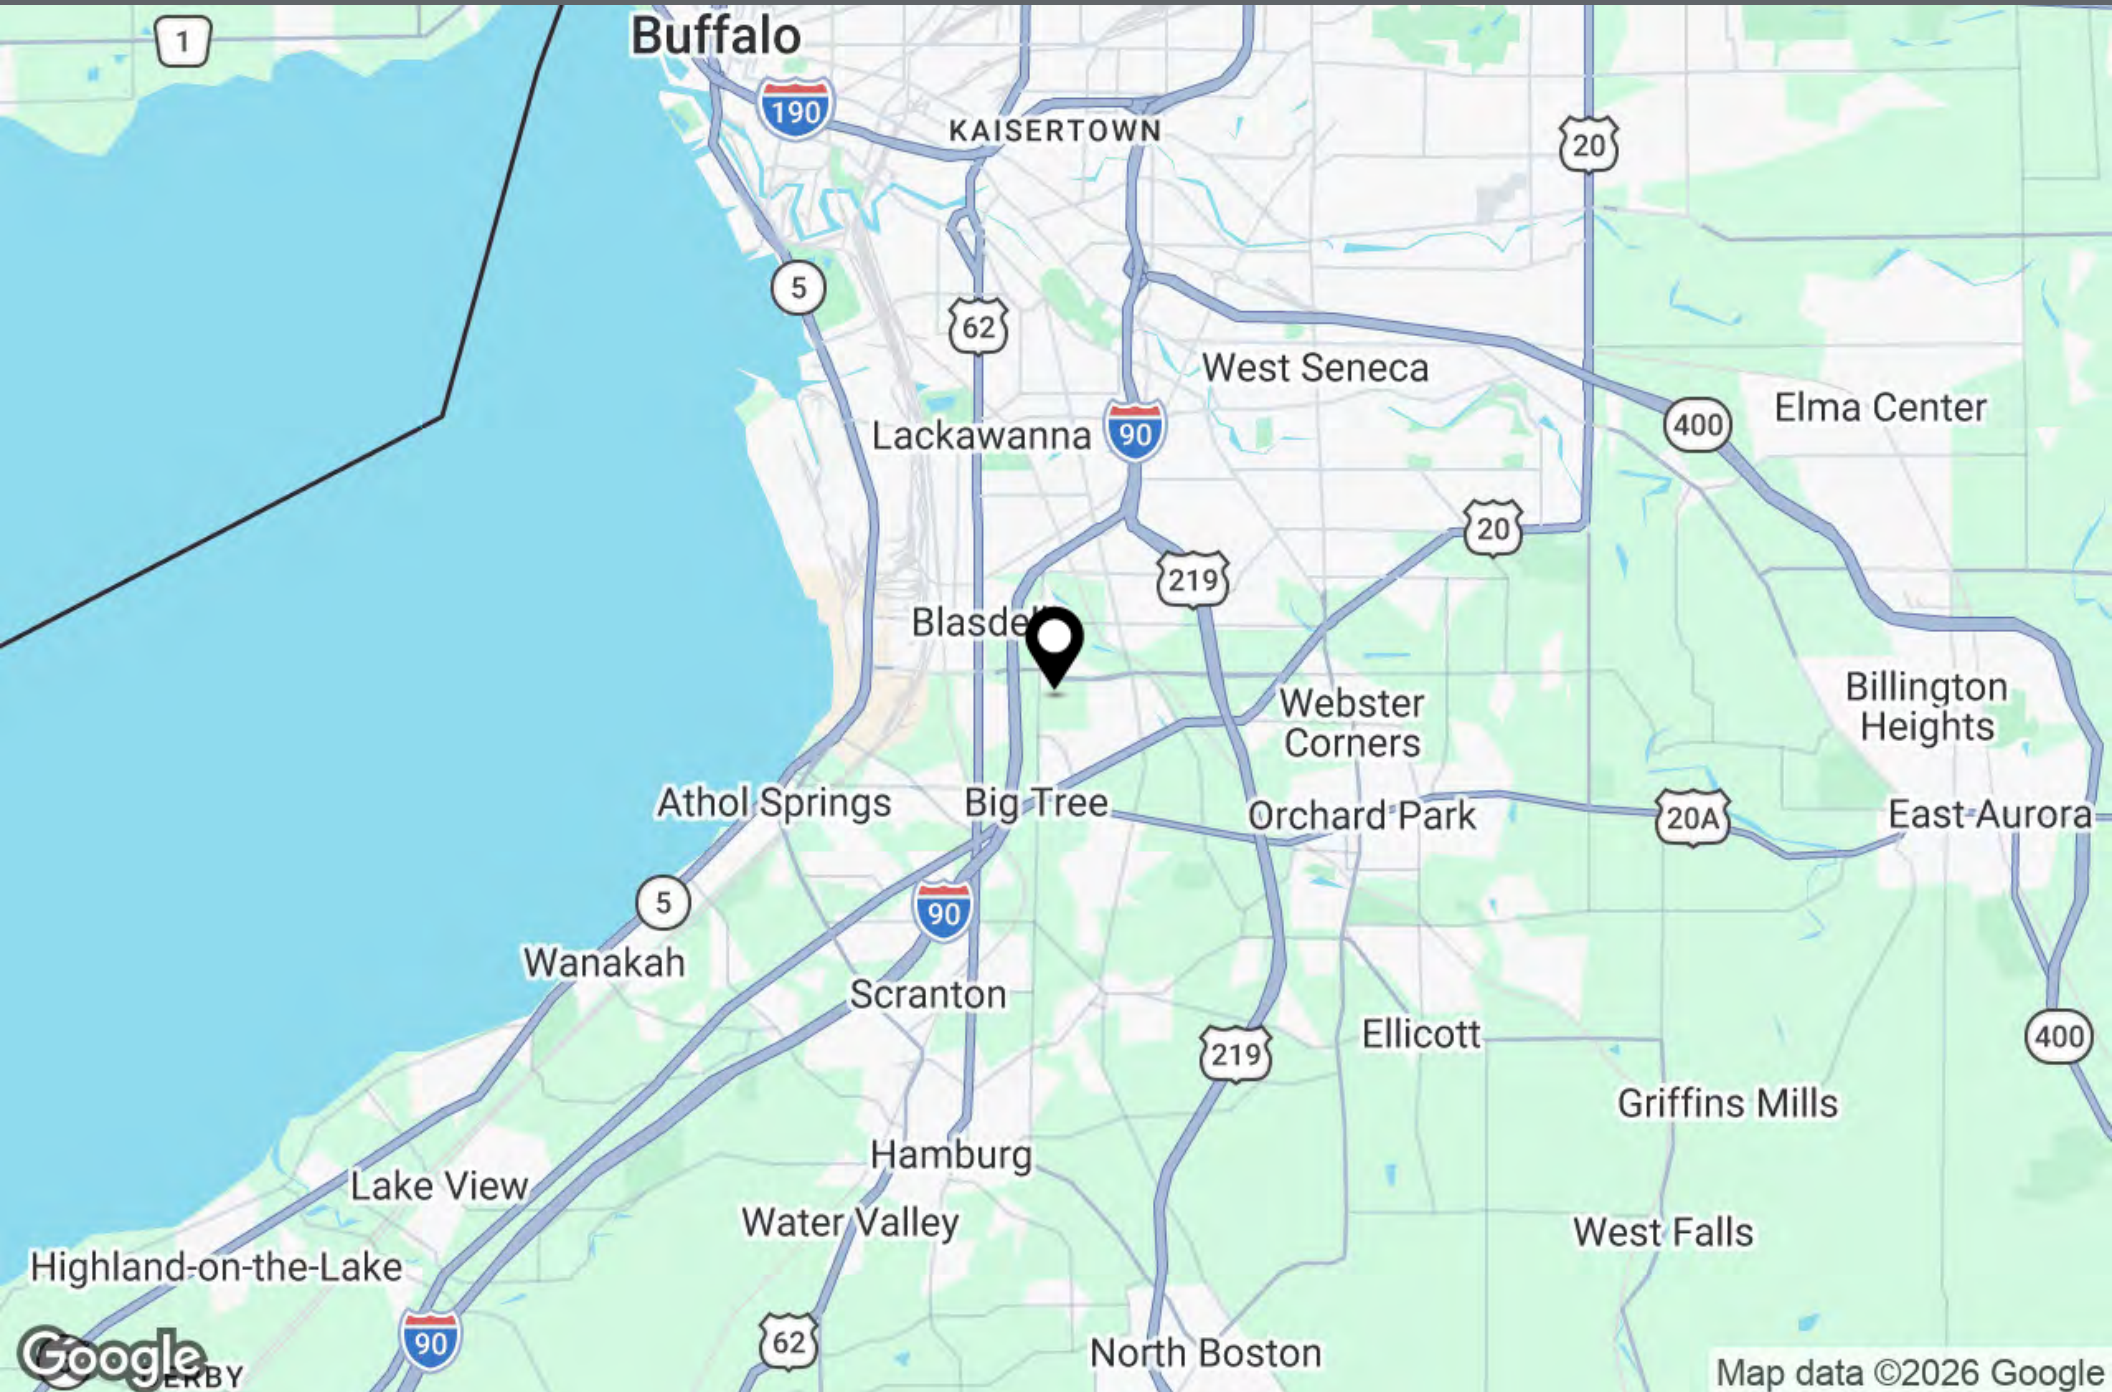 Buffalo
1
190
KAISERTOWN
20
5
62
West Seneca
Elma Center
400
Lackawanna
90
20
219
Blasdell
Webster
Corners
Billington
Heights
Athol Springs
Big Tree
Orchard Park
20A
East Aurora
5
90
Wanakah
Scranton
Ellicott
219
400
Griffins Mills
Hamburg
Lake View
Water Valley
West Falls
Highland-on-the-Lake
90
62
North Boston
Google
Map data ©2026 Google